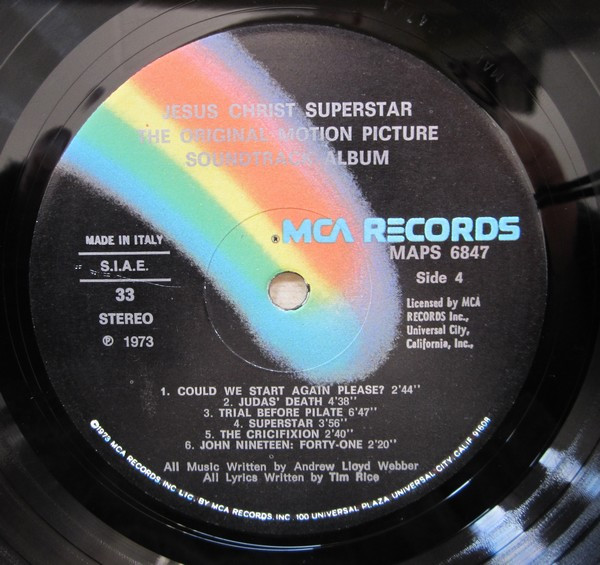 JESUS CHRIST SUPERSTAR
THE ORIGINAL MOTION PICTURE
SOUNDTRACK ALBUM
® MCA RECORDS
MAPS 6847
Side 4
MADE IN ITALY
S.I.A.E.
33
STEREO
℗ 1973
Licensed by MCA
RECORDS Inc.,
Universal City,
California, Inc.,
1. COULD WE START AGAIN PLEASE? 2'44''
2. JUDAS' DEATH 4'38''
3. TRIAL BEFORE PILATE 6'47''
4. SUPERSTAR 3'56''
5. THE CRICIFIXION 2'40''
6. JOHN NINETEEN: FORTY-ONE 2'20''
All Music Written by Andrew Lloyd Webber
All Lyrics Written by Tim Rice
©1973 MCA RECORDS INC. LIC. BY MCA RECORDS. INC. 100 UNIVERSAL PLAZA UNIVERSAL CITY. CALIF. 91608